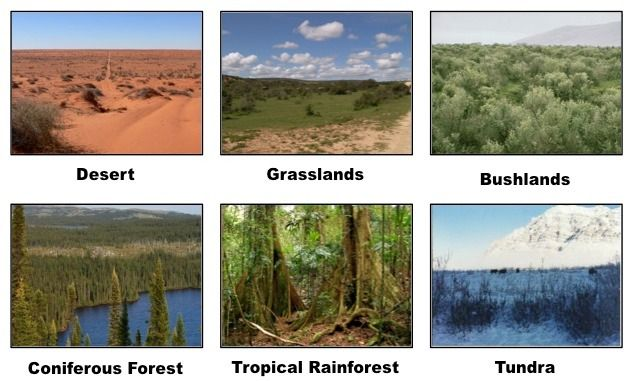 Desert
Grasslands
Bushlands
Coniferous Forest
Tropical Rainforest
Tundra